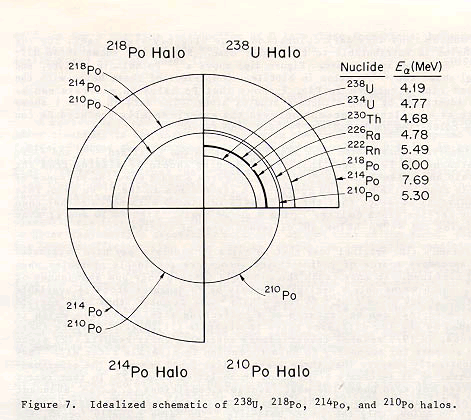 218Po Halo 238U Halo
Nuclide Eα(MeV)
238U 4.19
234U 4.77
230Th 4.68
226Ra 4.78
222Rn 5.49
218Po 6.00
214Po 7.69
210Po 5.30
218Po
214Po
210Po
210Po
214Po
210Po
214Po Halo 210Po Halo
Figure 7. Idealized schematic of 238U, 218Po, 214Po, and 210Po halos.